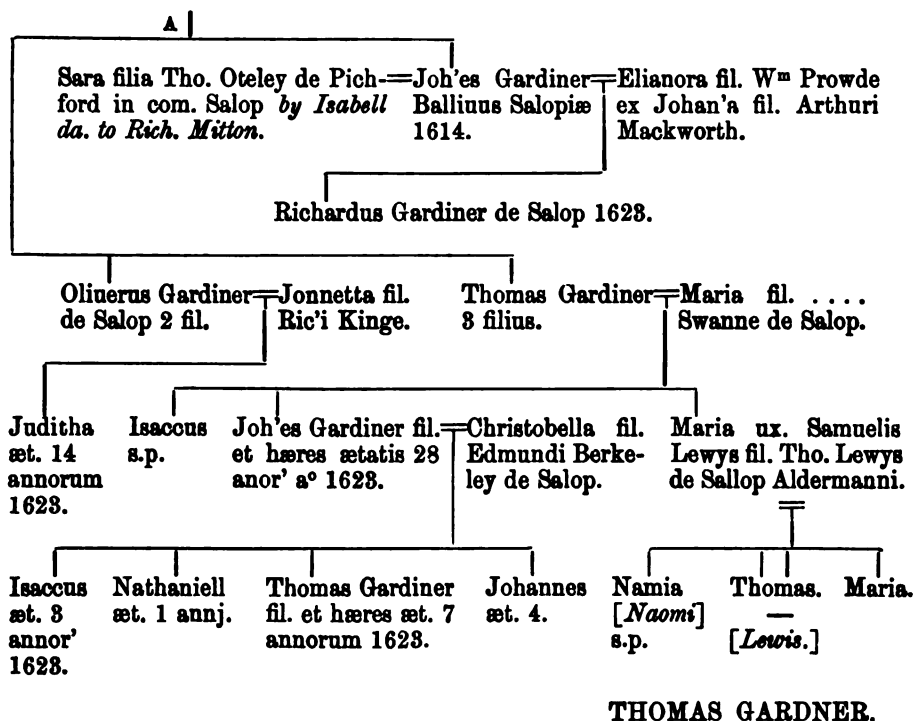 A
Sara filia Tho. Oteley de Pich-
ford in com. Salop by Isabell
da. to Rich. Mitton.
Joh'es Gardiner
Balliuus Salopiæ
1614.
Elianora fil. Wᵐ Prowde
ex Johan'a fil. Arthuri
Mackworth.
Richardus Gardiner de Salop 1623.
Oliuerus Gardiner
de Salop 2 fil.
Jonnetta fil.
Ric'i Kinge.
Thomas Gardiner
3 filius.
Maria fil. ....
Swanne de Salop.
Juditha
æt. 14
annorum
1623.
Isaccus
s.p.
Joh'es Gardiner fil.
et hæres ætatis 28
anor' aº 1623.
Christobella fil.
Edmundi Berke-
ley de Salop.
Maria ux. Samuelis
Lewys fil. Tho. Lewys
de Sallop Aldermanni.
Isaccus
æt. 3
annor'
1623.
Nathaniell
æt. 1 annj.
Thomas Gardiner
fil. et hæres æt. 7
annorum 1623.
Johannes
æt. 4.
Namia
[Naomi]
s.p.
Thomas.
—
[Lewis.]
Maria.
THOMAS GARDNER.